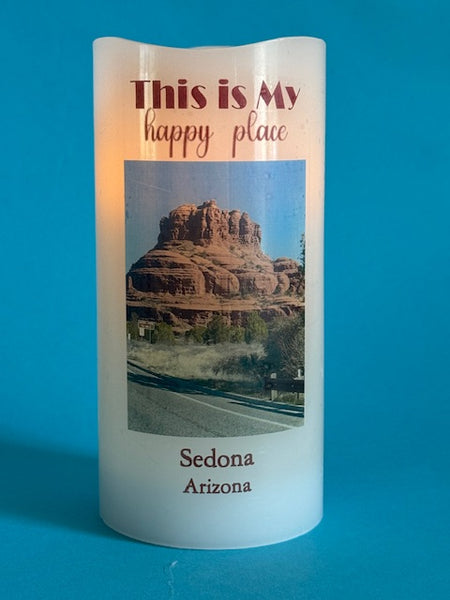 This is My
happy place
Sedona
Arizona